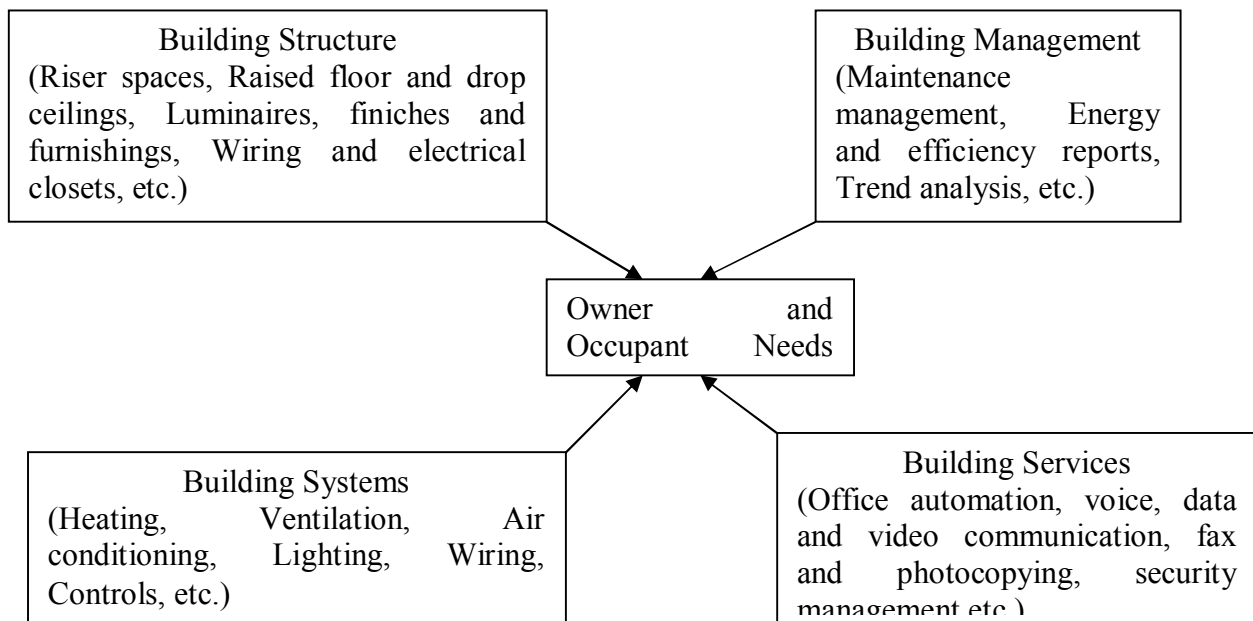 Building Structure
(Riser spaces, Raised floor and drop
ceilings, Luminaires, finiches and
furnishings, Wiring and electrical
closets, etc.)
Building Management
(Maintenance
management, Energy
and efficiency reports,
Trend analysis, etc.)
Owner and
Occupant Needs
Building Systems
(Heating, Ventilation, Air
conditioning, Lighting, Wiring,
Controls, etc.)
Building Services
(Office automation, voice, data
and video communication, fax
and photocopying, security
management etc.)